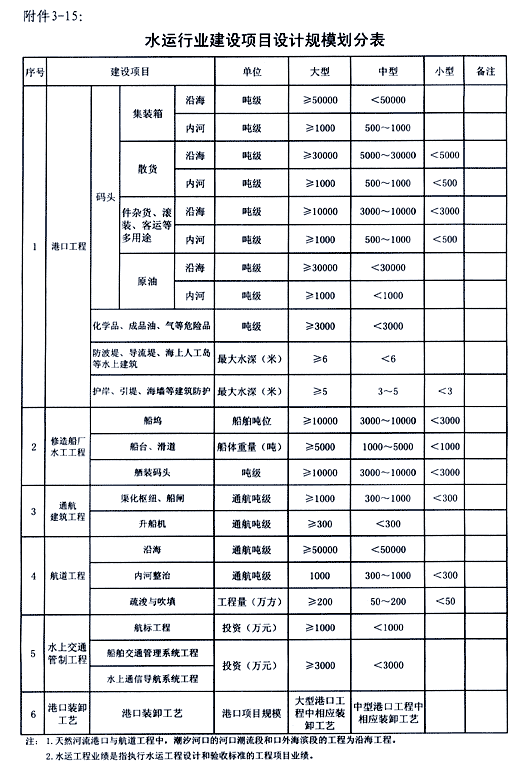 附件3-15:
水运行业建设项目设计规模划分表
序号 建设项目 单位 大型 中型 小型 备注
1 港口工程 码头 集装箱 沿海 吨级 ≥50000 <50000
内河 吨级 ≥1000 500～1000
散货 沿海 吨级 ≥30000 5000～30000 <5000
内河 吨级 ≥1000 500～1000 <500
件杂货、滚装、客运等多用途 沿海 吨级 ≥10000 3000～10000 <3000
内河 吨级 ≥1000 500～1000 <500
原油 沿海 吨级 ≥30000 <30000
内河 吨级 ≥1000 <1000
化学品、成品油、气等危险品 吨级 ≥3000 <3000
防波堤、导流堤、海上人工岛等水上建筑 最大水深（米） ≥6 <6
护岸、引堤、海墙等建筑防护 最大水深（米） ≥5 3～5 <3
2 修造船厂水工工程 船坞 船舶吨位 ≥10000 3000～10000 <3000
船台、滑道 船体重量（吨） ≥5000 1000～5000 <1000
舾装码头 吨级 ≥10000 3000～10000 <3000
3 通航建筑工程 渠化枢纽、船闸 通航吨级 ≥1000 300～1000 <300
升船机 通航吨级 ≥300 <300
4 航道工程 沿海 通航吨级 ≥50000 <50000
内河整治 通航吨级 1000 300～1000 <300
疏浚与吹填 工程量（万方） ≥200 50～200 <50
5 水上交通管制工程 航标工程 投资（万元） ≥1000 <1000
船舶交通管理系统工程 投资（万元） ≥3000 <3000
水上通信导航系统工程
6 港口装卸工艺 港口装卸工艺 港口项目规模 大型港口工程中相应装卸工艺 中型港口工程中相应装卸工艺
注：1.天然河流港口与航道工程中，潮汐河口的河口潮流段和口外海滨段的工程为沿海工程。
2.水运工程业绩是指执行水运工程设计和验收标准的工程项目业绩。